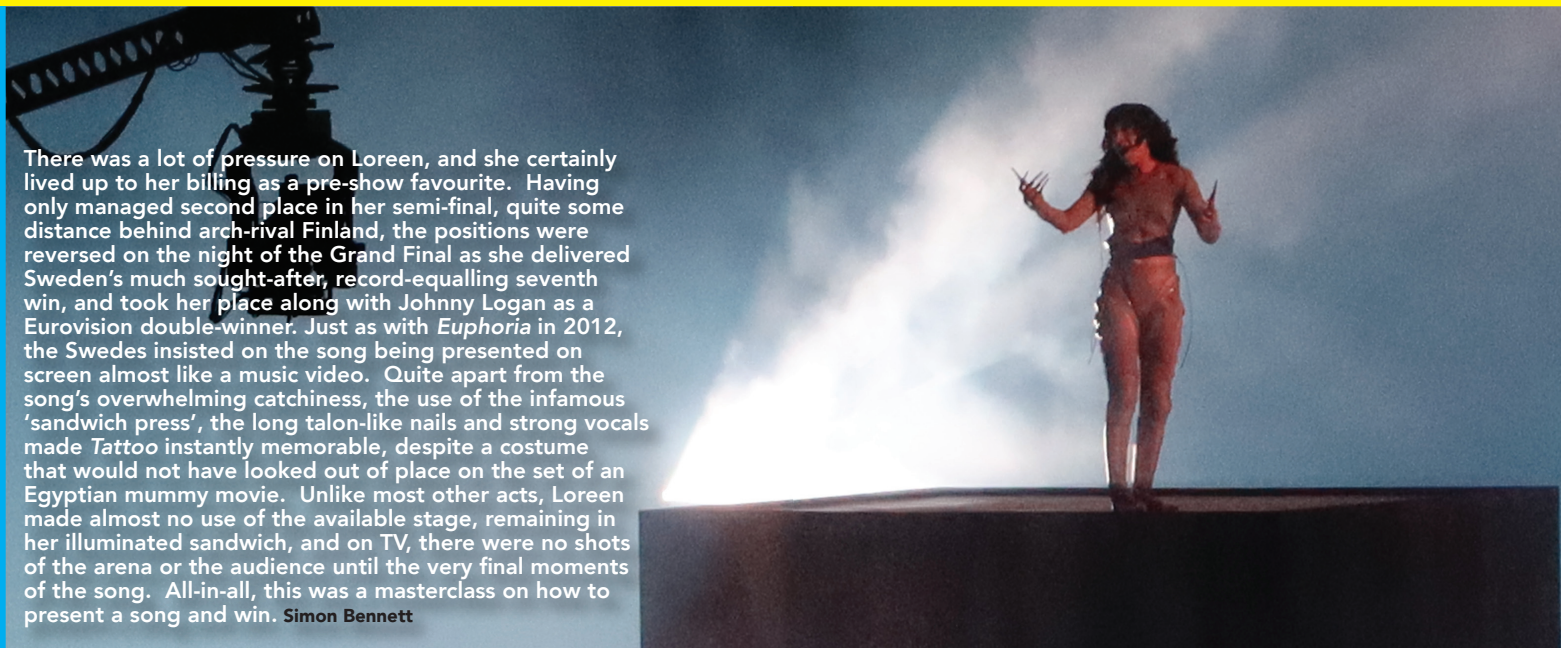 There was a lot of pressure on Loreen, and she certainly
lived up to her billing as a pre-show favourite.  Having
only managed second place in her semi-final, quite some
distance behind arch-rival Finland, the positions were
reversed on the night of the Grand Final as she delivered
Sweden’s much sought-after, record-equalling seventh
win, and took her place along with Johnny Logan as a
Eurovision double-winner. Just as with Euphoria in 2012,
the Swedes insisted on the song being presented on
screen almost like a music video.  Quite apart from the
song’s overwhelming catchiness, the use of the infamous
‘sandwich press’, the long talon-like nails and strong vocals
made Tattoo instantly memorable, despite a costume
that would not have looked out of place on the set of an
Egyptian mummy movie.  Unlike most other acts, Loreen
made almost no use of the available stage, remaining in
her illuminated sandwich, and on TV, there were no shots
of the arena or the audience until the very final moments
of the song.  All-in-all, this was a masterclass on how to
present a song and win. Simon Bennett